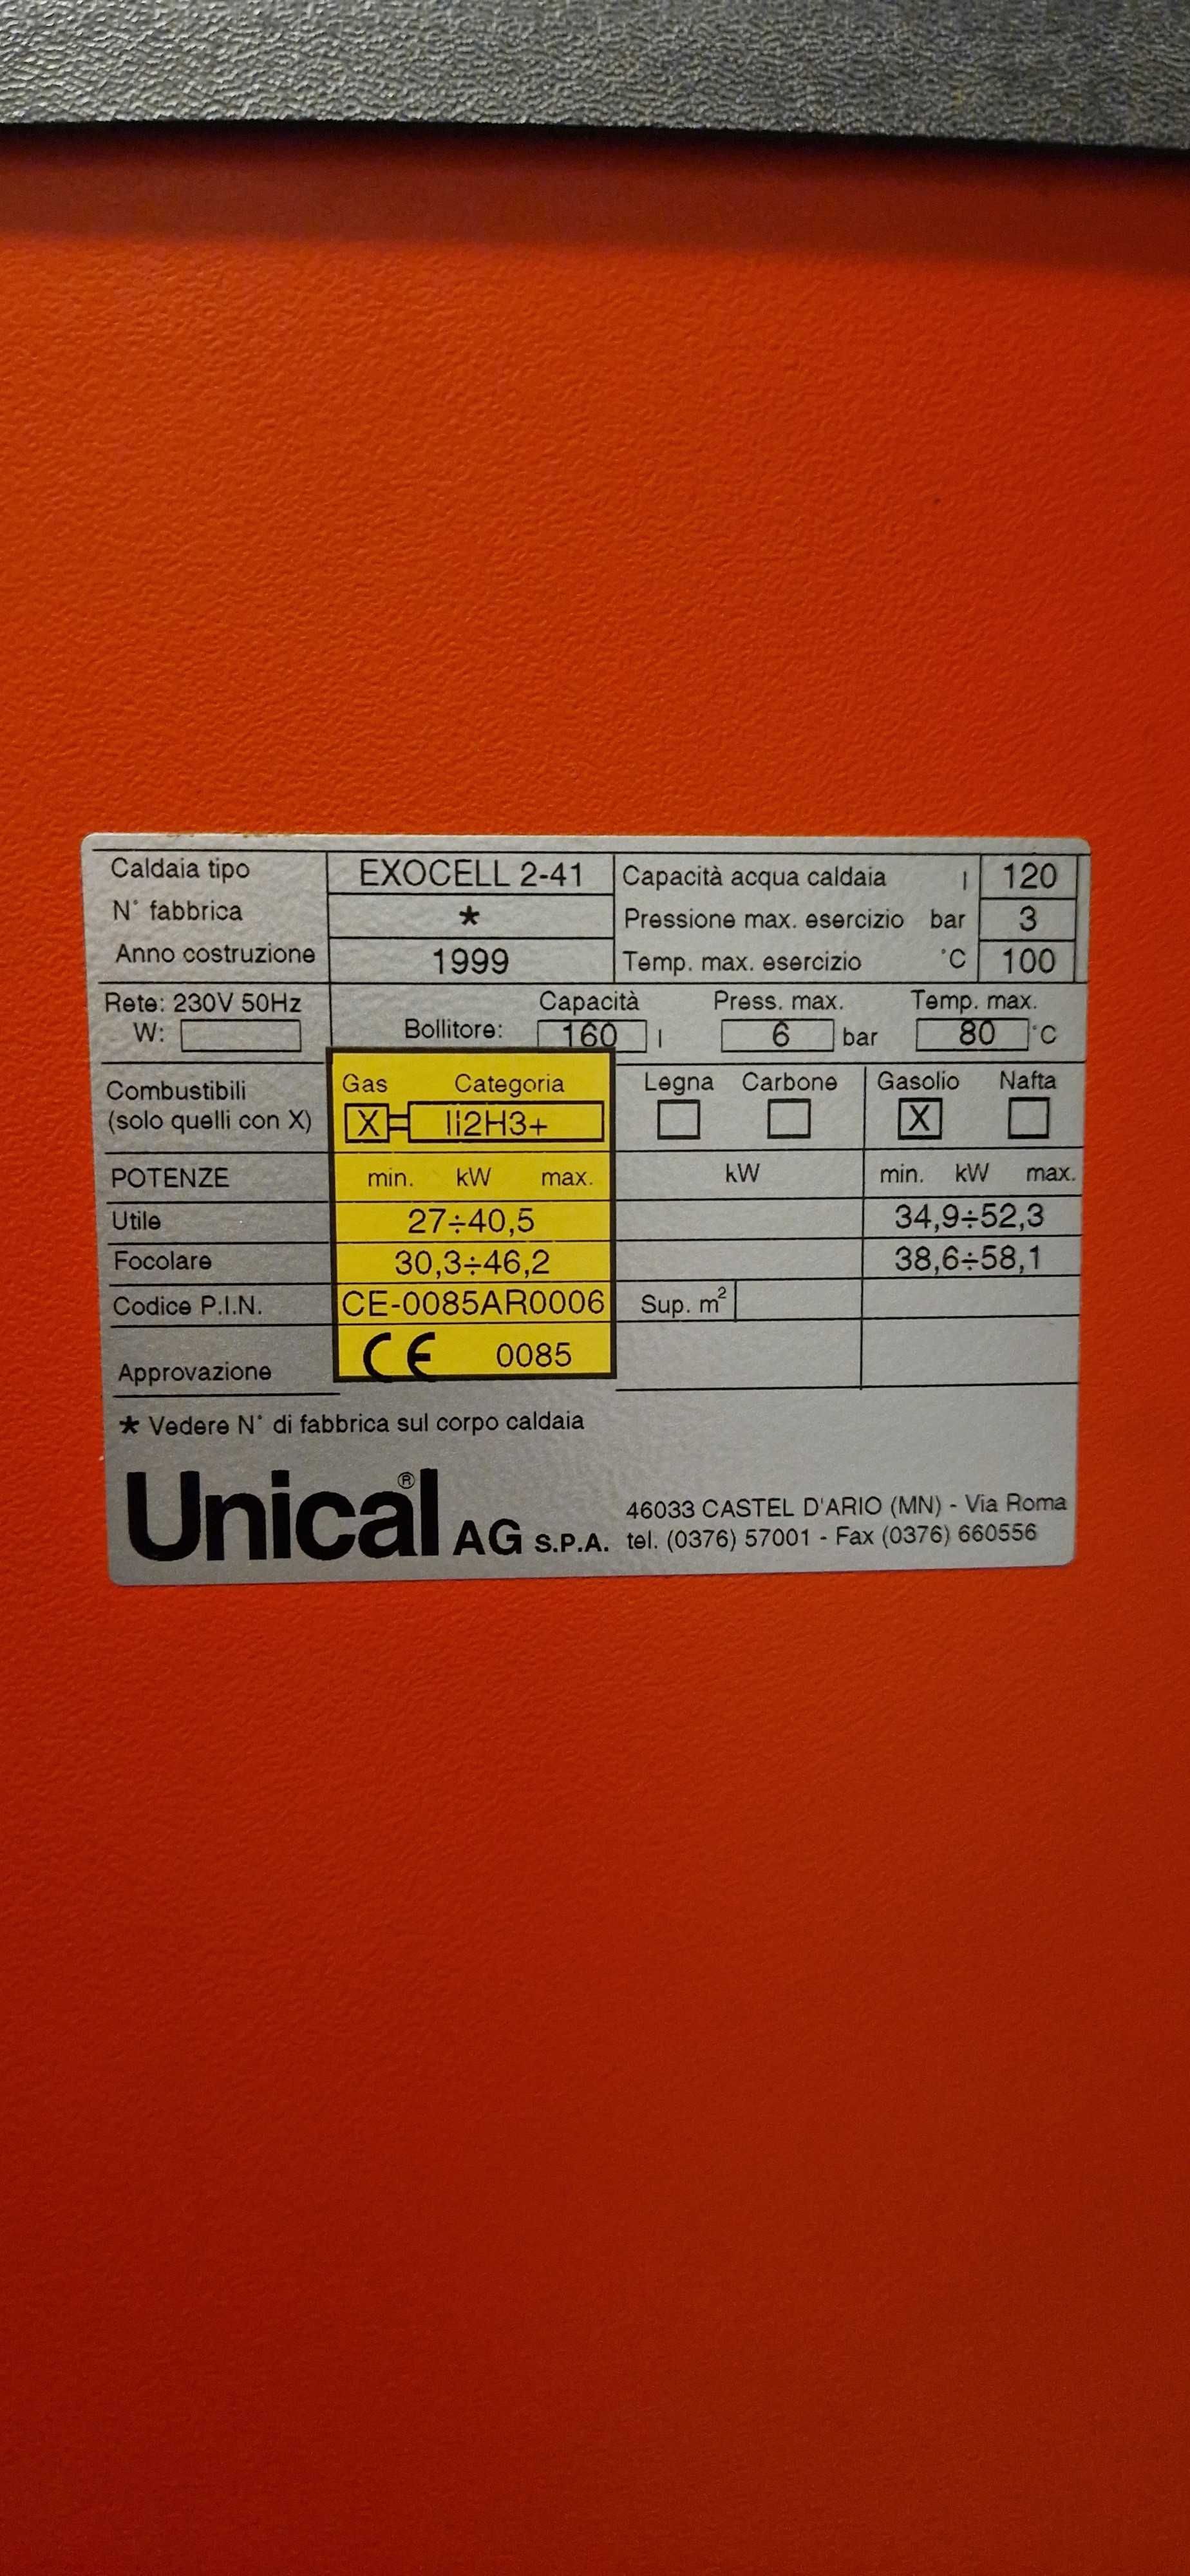 Caldaia tipo EXOCELL 2-41 Capacità acqua caldaia l 120
N° fabbrica * Pressione max. esercizio bar 3
Anno costruzione 1999 Temp. max. esercizio °C 100
Rete: 230V 50Hz Capacità Press. max. Temp. max.
W: Bollitore: 160 l 6 bar 80 °C
Combustibili Gas Categoria Legna Carbone Gasolio Nafta
(solo quelli con X) X II2H3+ X
POTENZE min. kW max. kW min. kW max.
Utile 27÷40,5 34,9÷52,3
Focolare 30,3÷46,2 38,6÷58,1
Codice P.I.N. CE-0085AR0006 Sup. m²
Approvazione CE 0085
* Vedere N° di fabbrica sul corpo caldaia
Unical® AG S.P.A. 46033 CASTEL D'ARIO (MN) - Via Roma
tel. (0376) 57001 - Fax (0376) 660556